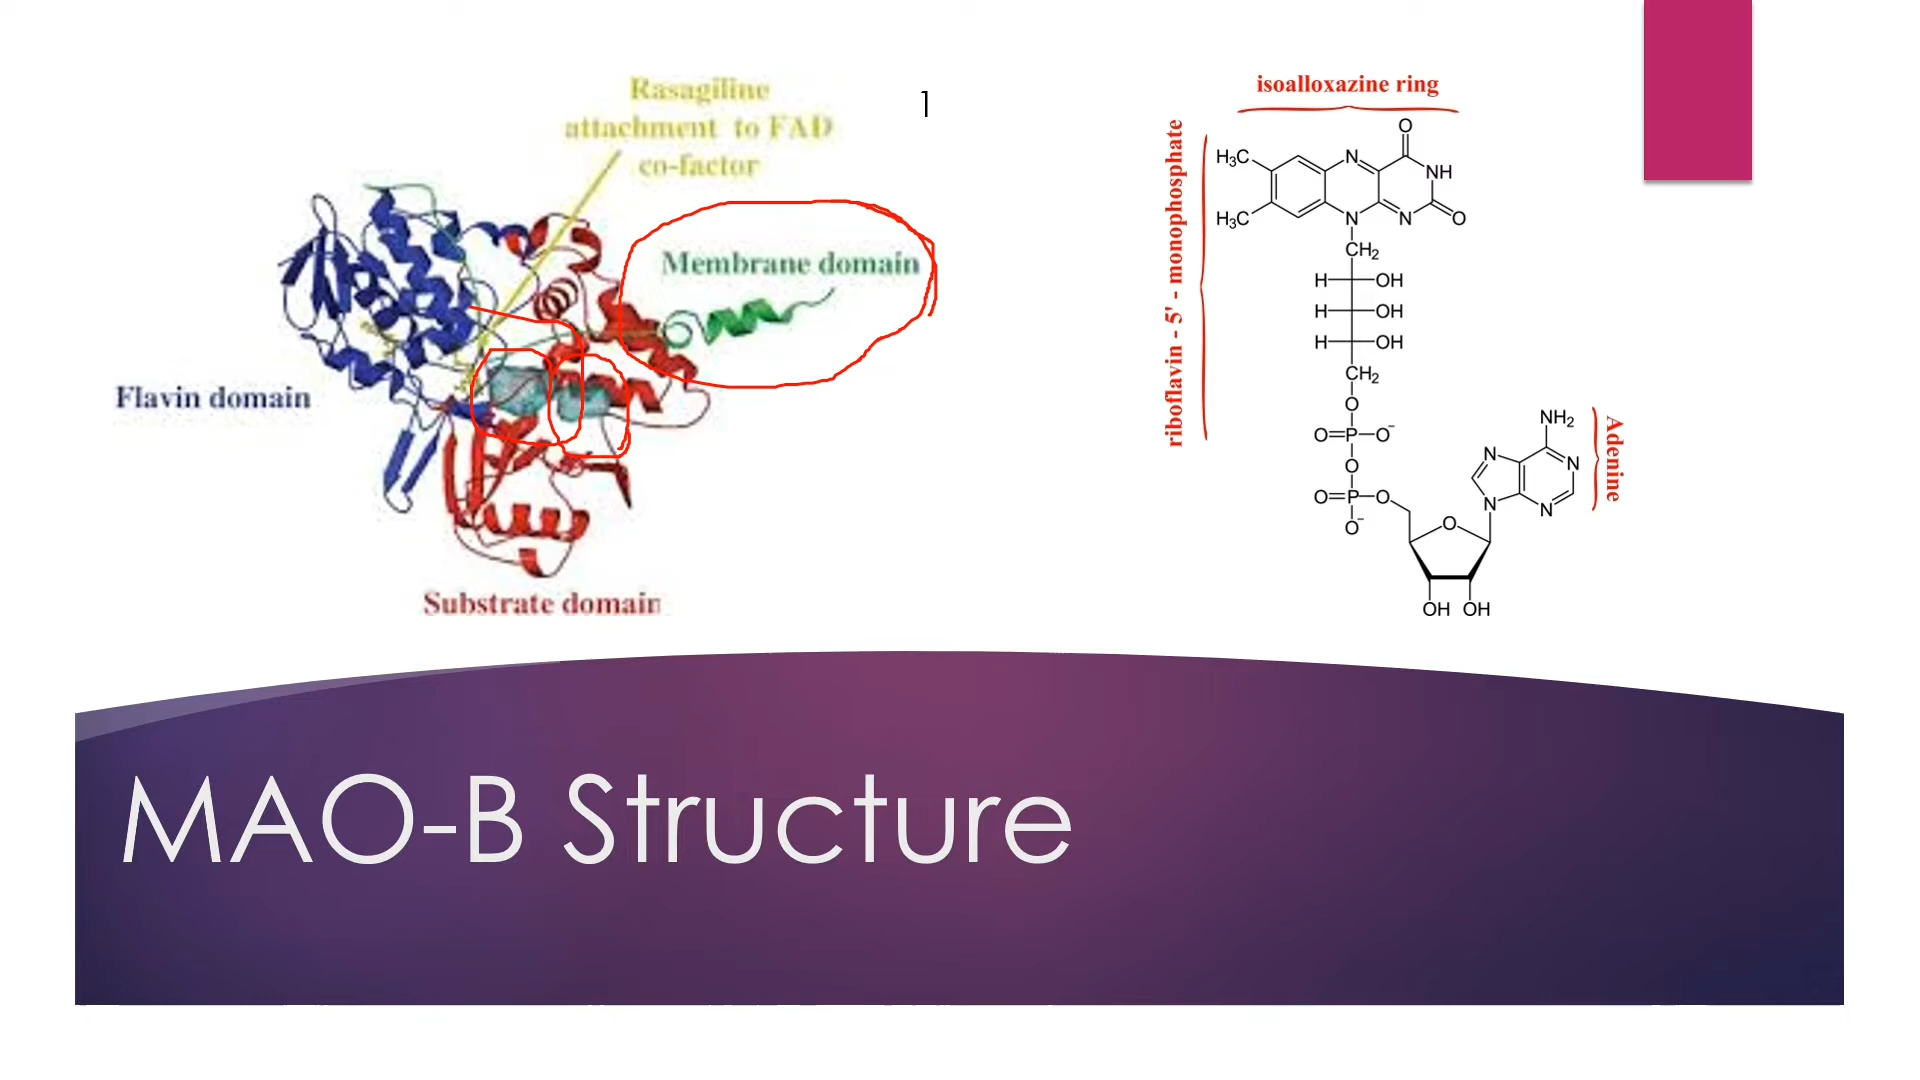 Rasagiline
attachment to FAD
co-factor
1
Membrane domain
Flavin domain
Substrate domain
isoalloxazine ring
riboflavin - 5' - monophosphate
O
H₃C
N
NH
H₃C
N
N
O
CH₂
H
OH
H
OH
H
OH
CH₂
O
O=P–O⁻
O
O=P–O
O⁻
NH₂
N
N
N
N
O
OH OH
Adenine
MAO-B Structure